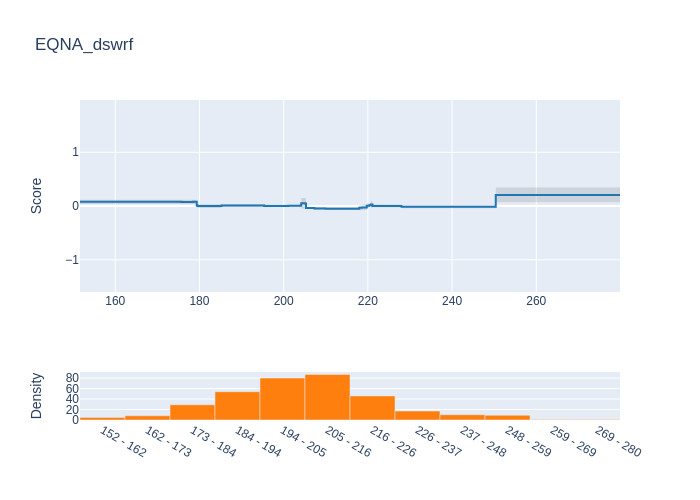 EQNA_dswrf
Score
1
0
−1
160 180 200 220 240 260
Density
80
60
40
20
0
152 - 162
162 - 173
173 - 184
184 - 194
194 - 205
205 - 216
216 - 226
226 - 237
237 - 248
248 - 259
259 - 269
269 - 280